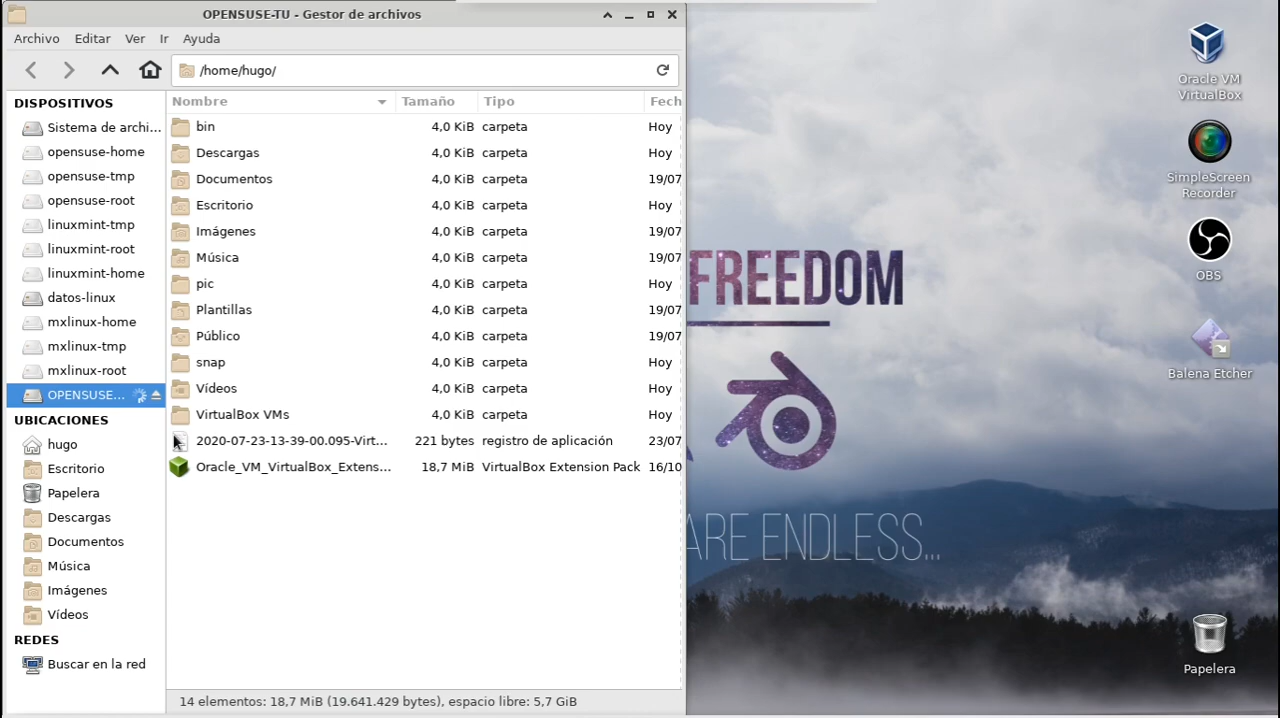 OPENSUSE-TU - Gestor de archivos
Archivo Editar Ver Ir Ayuda
/home/hugo/
DISPOSITIVOS
Sistema de archi...
opensuse-home
opensuse-tmp
opensuse-root
linuxmint-tmp
linuxmint-root
linuxmint-home
datos-linux
mxlinux-home
mxlinux-tmp
mxlinux-root
OPENSUSE...
UBICACIONES
hugo
Escritorio
Papelera
Descargas
Documentos
Música
Imágenes
Vídeos
REDES
Buscar en la red
Nombre Tamaño Tipo Fech
bin 4,0 KiB carpeta Hoy
Descargas 4,0 KiB carpeta Hoy
Documentos 4,0 KiB carpeta 19/07
Escritorio 4,0 KiB carpeta Hoy
Imágenes 4,0 KiB carpeta 19/07
Música 4,0 KiB carpeta 19/07
pic 4,0 KiB carpeta Hoy
Plantillas 4,0 KiB carpeta 19/07
Público 4,0 KiB carpeta 19/07
snap 4,0 KiB carpeta Hoy
Vídeos 4,0 KiB carpeta Hoy
VirtualBox VMs 4,0 KiB carpeta Hoy
2020-07-23-13-39-00.095-Virt... 221 bytes registro de aplicación 23/07
Oracle_VM_VirtualBox_Extens... 18,7 MiB VirtualBox Extension Pack 16/10
14 elementos: 18,7 MiB (19.641.429 bytes), espacio libre: 5,7 GiB
FREEDOM
ARE ENDLESS...
Oracle VM
VirtualBox
SimpleScreen
Recorder
OBS
Balena Etcher
Papelera